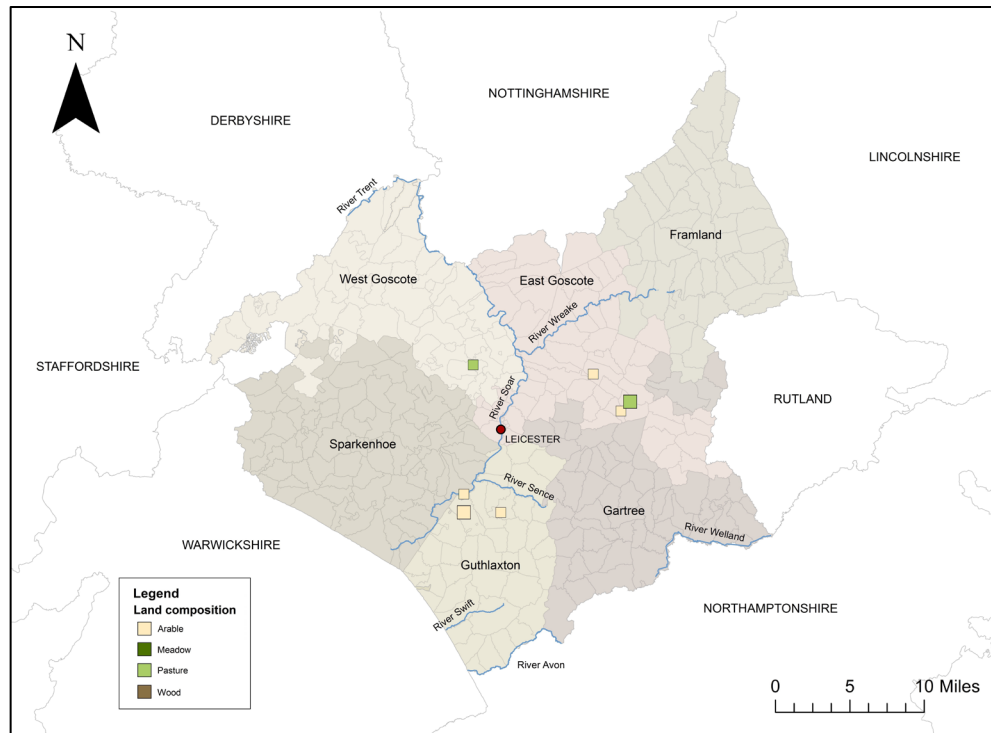 N
NOTTINGHAMSHIRE
DERBYSHIRE
LINCOLNSHIRE
River Trent
Framland
West Goscote
East Goscote
River Wreake
STAFFORDSHIRE
River Soar
RUTLAND
Sparkenhoe
LEICESTER
River Sence
Gartree
River Welland
WARWICKSHIRE
Guthlaxton
NORTHAMPTONSHIRE
River Swift
River Avon
Legend
Land composition
Arable
Meadow
Pasture
Wood
0 5 10 Miles